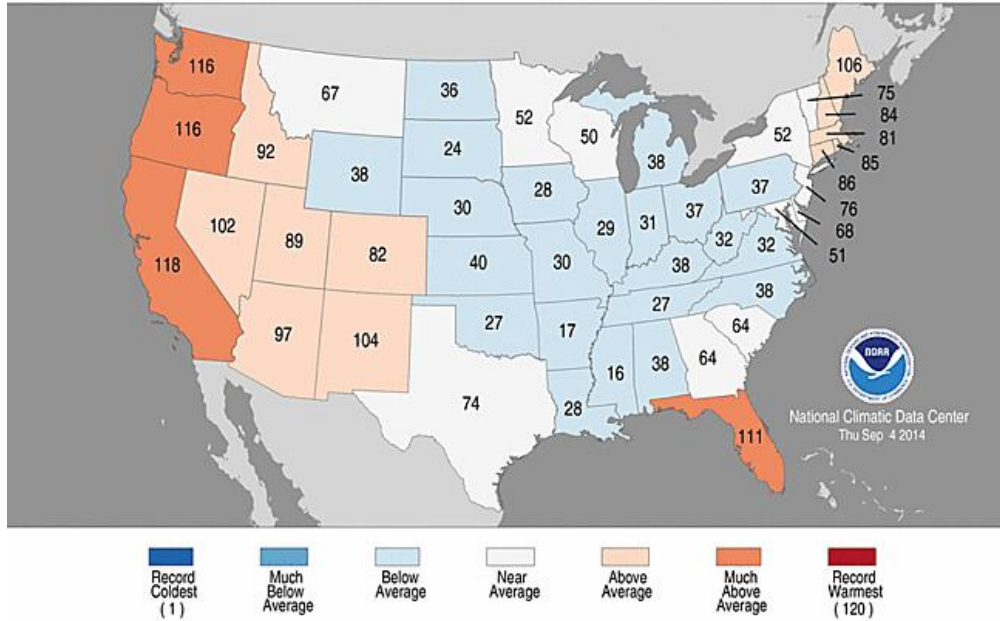 116
116
118
67
92
102
89
38
82
97
104
36
24
30
40
27
74
52
28
30
17
28
50
29
31
38
37
38
27
16
38
64
111
64
38
32
32
37
52
106
75
84
81
85
86
76
68
51
NOAA
National Climatic Data Center
Thu Sep 4 2014
Record
Coldest
( 1 )
Much
Below
Average
Below
Average
Near
Average
Above
Average
Much
Above
Average
Record
Warmest
( 120 )